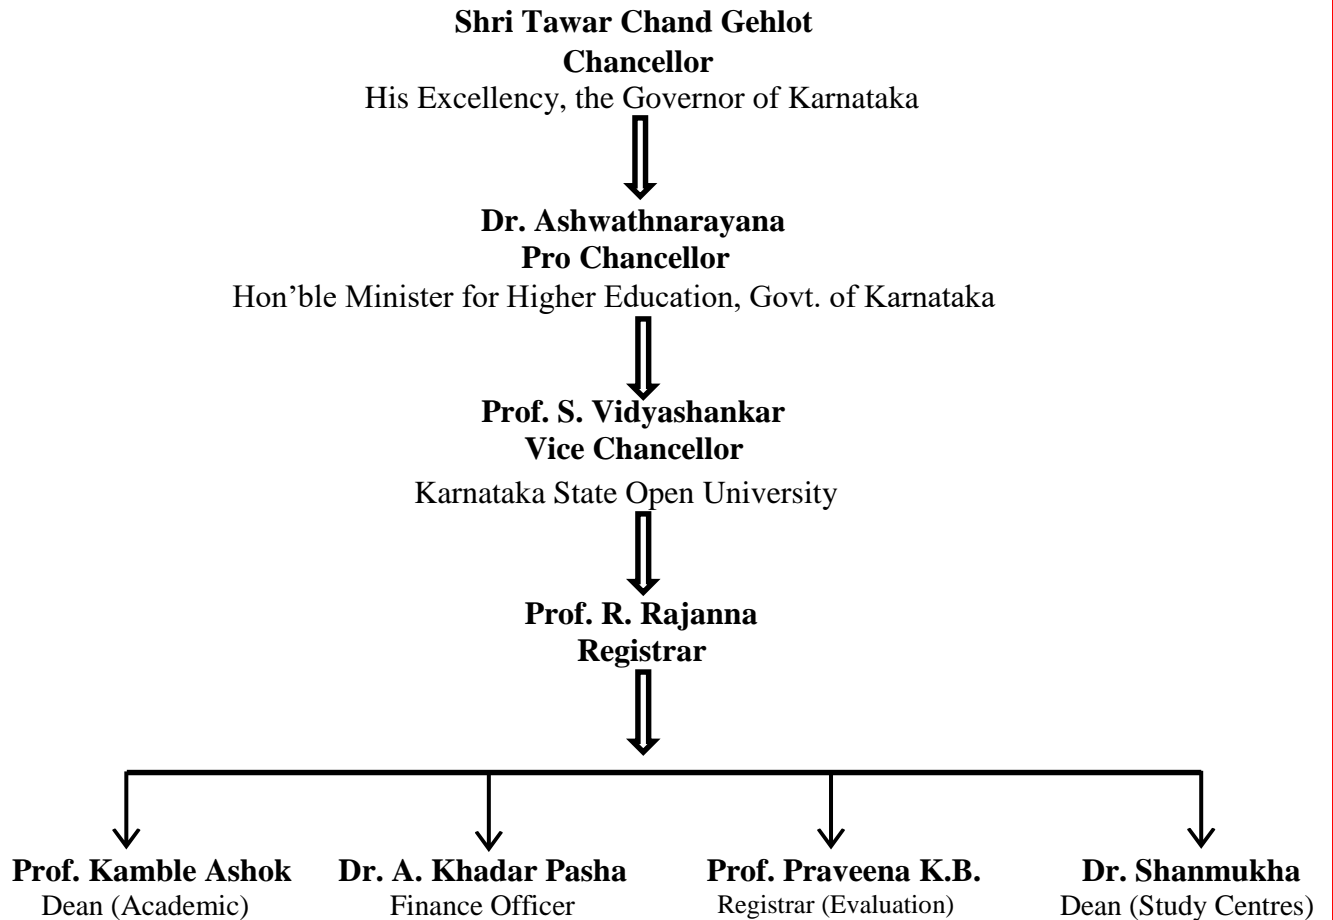 Shri Tawar Chand Gehlot
Chancellor
His Excellency, the Governor of Karnataka
Dr. Ashwathnarayana
Pro Chancellor
Hon’ble Minister for Higher Education, Govt. of Karnataka
Prof. S. Vidyashankar
Vice Chancellor
Karnataka State Open University
Prof. R. Rajanna
Registrar
Prof. Kamble Ashok
Dean (Academic)
Dr. A. Khadar Pasha
Finance Officer
Prof. Praveena K.B.
Registrar (Evaluation)
Dr. Shanmukha
Dean (Study Centres)